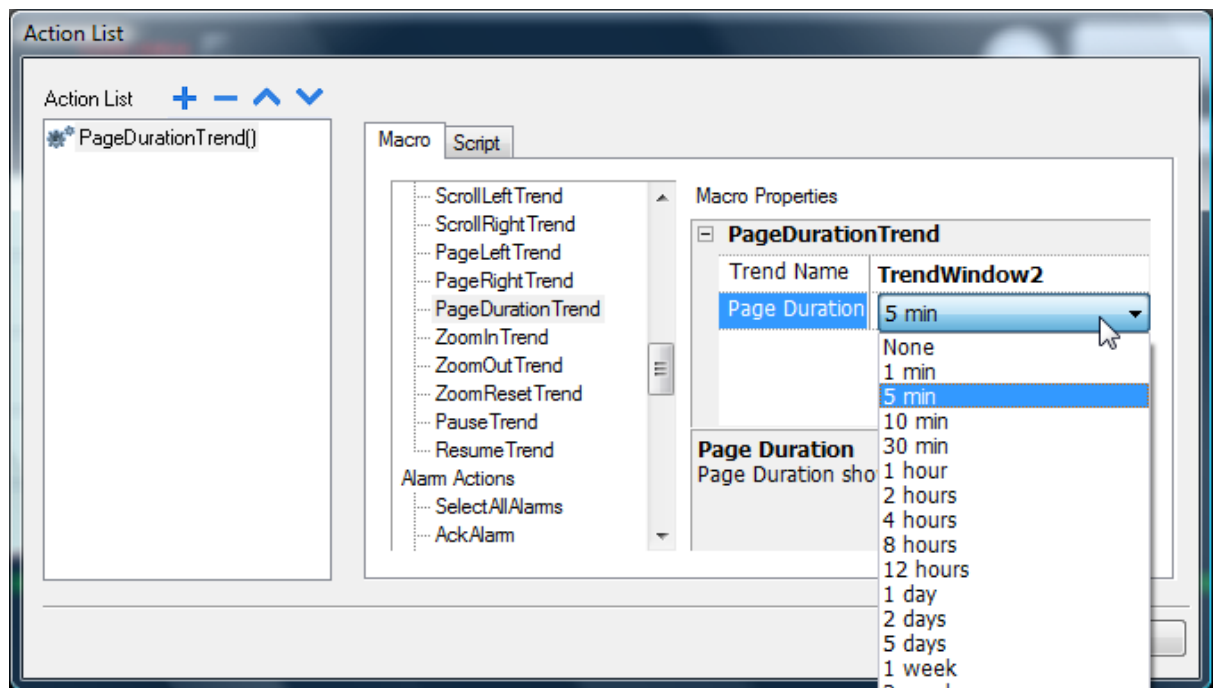 Action List
Action List
PageDurationTrend()
Macro
Script
ScrollLeftTrend
ScrollRightTrend
PageLeftTrend
PageRightTrend
PageDurationTrend
ZoomInTrend
ZoomOutTrend
ZoomResetTrend
PauseTrend
ResumeTrend
Alarm Actions
SelectAllAlarms
AckAlarm
Macro Properties
PageDurationTrend
Trend Name TrendWindow2
Page Duration 5 min
None
1 min
5 min
10 min
30 min
1 hour
2 hours
4 hours
8 hours
12 hours
1 day
2 days
5 days
1 week
Page Duration
Page Duration sho